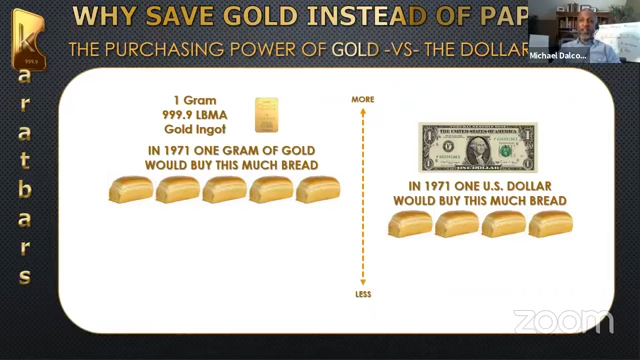 WHY SAVE GOLD INSTEAD OF PAP
THE PURCHASING POWER OF GOLD -VS- THE DOLLAR
Michael Dalco...
999.9
Karatbars
1 Gram
999.9 LBMA
Gold Ingot
IN 1971 ONE GRAM OF GOLD
WOULD BUY THIS MUCH BREAD
MORE
LESS
IN 1971 ONE U.S. DOLLAR
WOULD BUY THIS MUCH BREAD
zoom